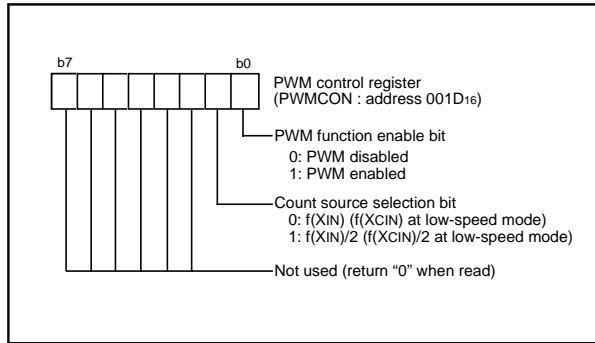 b7 b0
PWM control register
(PWMCON : address 001D16)
PWM function enable bit
0: PWM disabled
1: PWM enabled
Count source selection bit
0: f(XIN) (f(XCIN) at low-speed mode)
1: f(XIN)/2 (f(XCIN)/2 at low-speed mode)
Not used (return “0” when read)